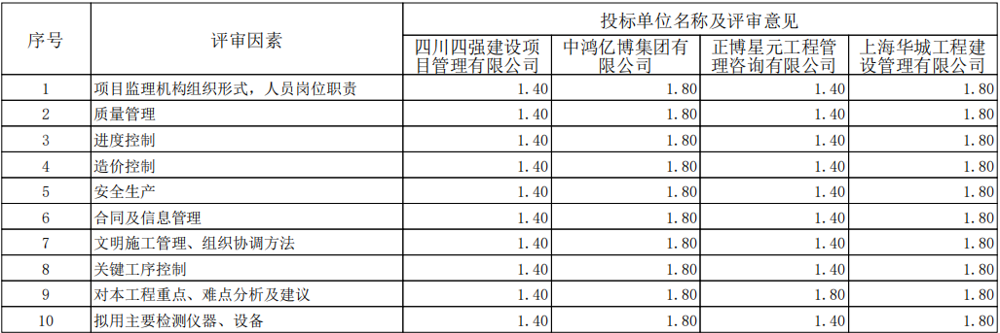 序号 评审因素 投标单位名称及评审意见
四川四强建设项目管理有限公司 中鸿亿博集团有限公司 正博星元工程管理咨询有限公司 上海华城工程建设管理有限公司
1 项目监理机构组织形式，人员岗位职责 1.40 1.80 1.40 1.80
2 质量管理 1.40 1.80 1.40 1.80
3 进度控制 1.40 1.80 1.40 1.80
4 造价控制 1.40 1.80 1.40 1.80
5 安全生产 1.40 1.80 1.40 1.80
6 合同及信息管理 1.40 1.80 1.40 1.80
7 文明施工管理、组织协调方法 1.40 1.80 1.40 1.80
8 关键工序控制 1.40 1.80 1.40 1.80
9 对本工程重点、难点分析及建议 1.40 1.80 1.80 1.80
10 拟用主要检测仪器、设备 1.40 1.80 1.40 1.80